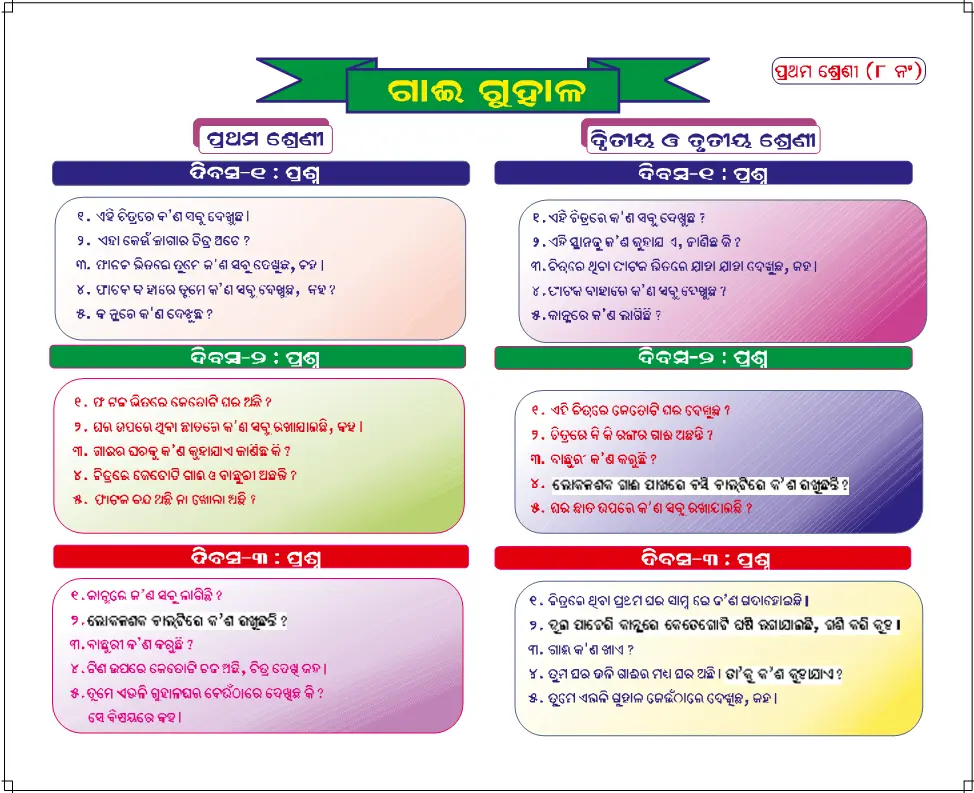 ପ୍ରଥମ ଶ୍ରେଣୀ (୮ ନଂ)
ଗାଈ ଗୁହାଳ
ପ୍ରଥମ ଶ୍ରେଣୀ
ଦିବସ-୧ : ପ୍ରଶ୍ନ
୧. ଏହି ଚିତ୍ରରେ କ'ଣ ସବୁ ଦେଖୁଛ।
୨. ଏହା କେଉଁ ଜାଗାର ଚିତ୍ର ଅଟେ ?
୩. ଫାଟକ ଭିତରେ ତୁମେ କ'ଣ ସବୁ ଦେଖୁଛ, କହ।
୪. ଫାଟକ ବାହାରେ ତୁମେ କ'ଣ ସବୁ ଦେଖୁଛ, କହ ?
୫. କାନ୍ଥରେ କ'ଣ ଦେଖୁଛ ?
ଦିବସ-୨ : ପ୍ରଶ୍ନ
୧. ଫାଟକ ଭିତରେ କେତୋଟି ଘର ଅଛି ?
୨. ଘର ଉପରେ ଥିବା ଛାତରେ କ'ଣ ସବୁ ରଖାଯାଇଛି, କହ।
୩. ଗାଈର ଘରକୁ କ'ଣ କୁହାଯାଏ ଜାଣିଛ କି ?
୪. ଚିତ୍ରରେ କେତୋଟି ଗାଈ ଓ ବାଛୁରୀ ଅଛନ୍ତି ?
୫. ଫାଟକ ବନ୍ଦ ଅଛି ନା ଖୋଲା ଅଛି ?
ଦିବସ-୩ : ପ୍ରଶ୍ନ
୧. କାନ୍ଥରେ କ'ଣ ସବୁ ଲାଗିଛି ?
୨. ଲୋକକଶକ ବାଲ୍‌ଟିରେ କ'ଣ ରଖୁଛନ୍ତି ?
୩. ବାଛୁରୀ କ'ଣ କରୁଛି ?
୪. ଟିଣ ଉପରେ କେତୋଟି ଚଢ଼େଇ ଅଛି, ଚିତ୍ର ଦେଖି କହ।
୫. ତୁମେ ଏଭଳି ଗୁହାଳଘର କେଉଁଠାରେ ଦେଖିଛ କି ?
ସେ ବିଷୟରେ କହ।
ଦ୍ୱିତୀୟ ଓ ତୃତୀୟ ଶ୍ରେଣୀ
ଦିବସ-୧ : ପ୍ରଶ୍ନ
୧. ଏହି ଚିତ୍ରରେ କ'ଣ ସବୁ ଦେଖୁଛ ?
୨. ଏହି ସ୍ଥାନକୁ କ'ଣ କୁହାଯାଏ, ଜାଣିଛ କି ?
୩. ଚିତ୍ରରେ ଥିବା ଫାଟକ ଭିତରେ ଯାହା ଯାହା ଦେଖୁଛ, କହ।
୪. ଫାଟକ ବାହାରେ କ'ଣ ସବୁ ଦେଖୁଛ ?
୫. କାନ୍ଥରେ କ'ଣ ଲାଗିଛି ?
ଦିବସ-୨ : ପ୍ରଶ୍ନ
୧. ଏହି ଚିତ୍ରରେ କେତୋଟି ଘର ଦେଖୁଛ ?
୨. ଚିତ୍ରରେ କି କି ରଙ୍ଗର ଗାଈ ଅଛନ୍ତି ?
୩. ବାଛୁରୀ କ'ଣ କରୁଛି ?
୪. ଲୋକକଶକ ଗାଈ ପାଖରେ ବସି ବାଲ୍‌ଟିରେ କ'ଣ ରଖୁଛନ୍ତି ?
୫. ଘର ଛାତ ଉପରେ କ'ଣ ସବୁ ରଖାଯାଇଛି ?
ଦିବସ-୩ : ପ୍ରଶ୍ନ
୧. ଚିତ୍ରରେ ଥିବା ପ୍ରଥମ ଘର ସାମ୍ନାରେ କ'ଣ ଗଦାହୋଇଛି।
୨. ଦୁଇ ପାଚେରି କାନ୍ଥରେ କେତେଗୋଟି ଘଷି ଲଗାଯାଇଛି, ଗଣି କରି କୁହ।
୩. ଗାଈ କ'ଣ ଖାଏ ?
୪. ତୁମ ଘର ଭଳି ଗାଈର ମଧ୍ୟ ଘର ଅଛି। ତା'କୁ କ'ଣ କୁହାଯାଏ ?
୫. ତୁମେ ଏଭଳି ଗୁହାଳ କେଉଁଠାରେ ଦେଖିଛ, କହ।